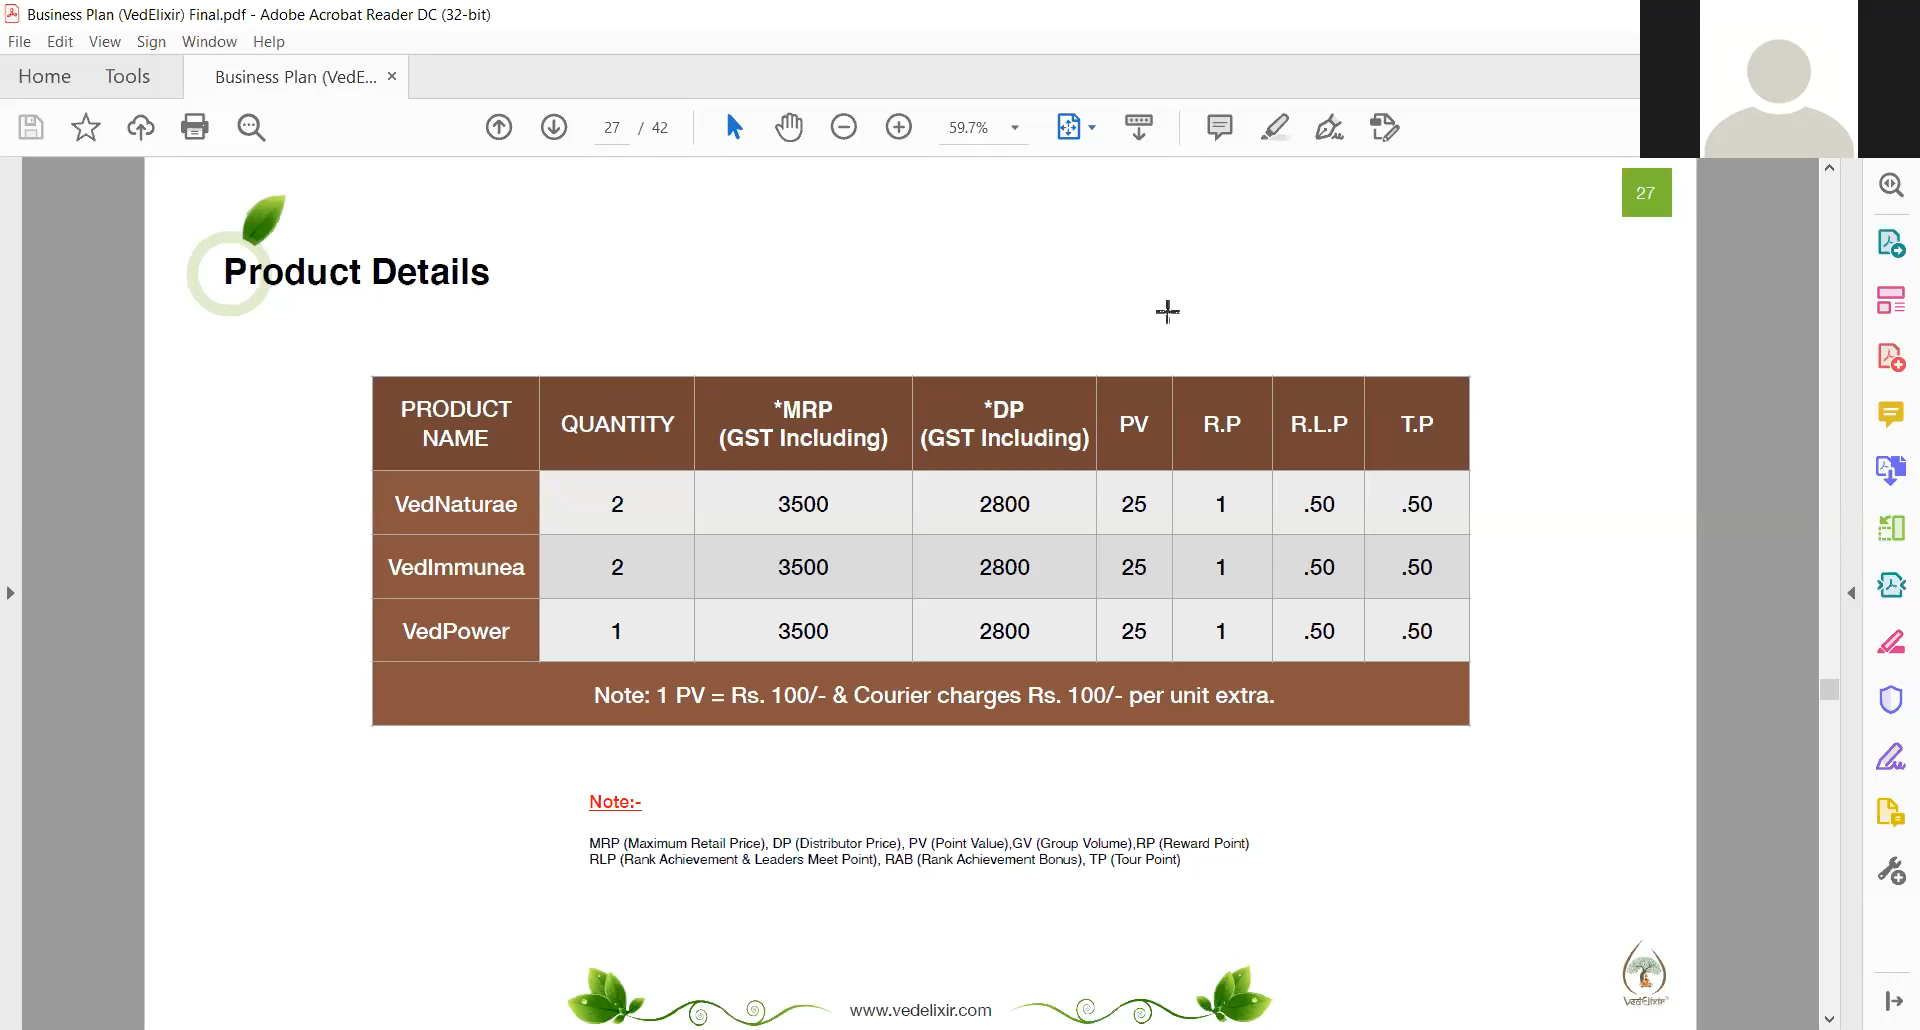 Business Plan (VedElixir) Final.pdf - Adobe Acrobat Reader DC (32-bit)
File Edit View Sign Window Help
Home Tools Business Plan (VedE... ×
27 / 42 59.7%
27
Product Details
PRODUCT NAME QUANTITY *MRP (GST Including) *DP (GST Including) PV R.P R.L.P T.P
VedNaturae 2 3500 2800 25 1 .50 .50
VedImmunea 2 3500 2800 25 1 .50 .50
VedPower 1 3500 2800 25 1 .50 .50
Note: 1 PV = Rs. 100/- & Courier charges Rs. 100/- per unit extra.
Note:-
MRP (Maximum Retail Price), DP (Distributor Price), PV (Point Value),GV (Group Volume),RP (Reward Point)
RLP (Rank Achievement & Leaders Meet Point), RAB (Rank Achievement Bonus), TP (Tour Point)
www.vedelixir.com
VedElixir